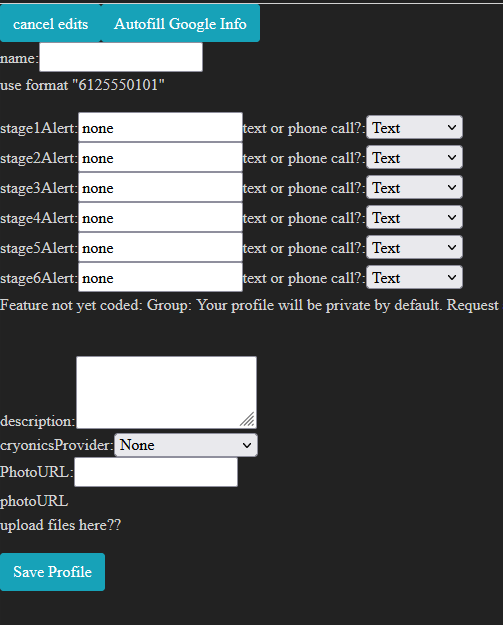 cancel edits Autofill Google Info
name:
use format "6125550101"
stage1Alert: none text or phone call?: Text
stage2Alert: none text or phone call?: Text
stage3Alert: none text or phone call?: Text
stage4Alert: none text or phone call?: Text
stage5Alert: none text or phone call?: Text
stage6Alert: none text or phone call?: Text
Feature not yet coded: Group: Your profile will be private by default. Request
description:
cryonicsProvider: None
PhotoURL:
photoURL
upload files here??
Save Profile